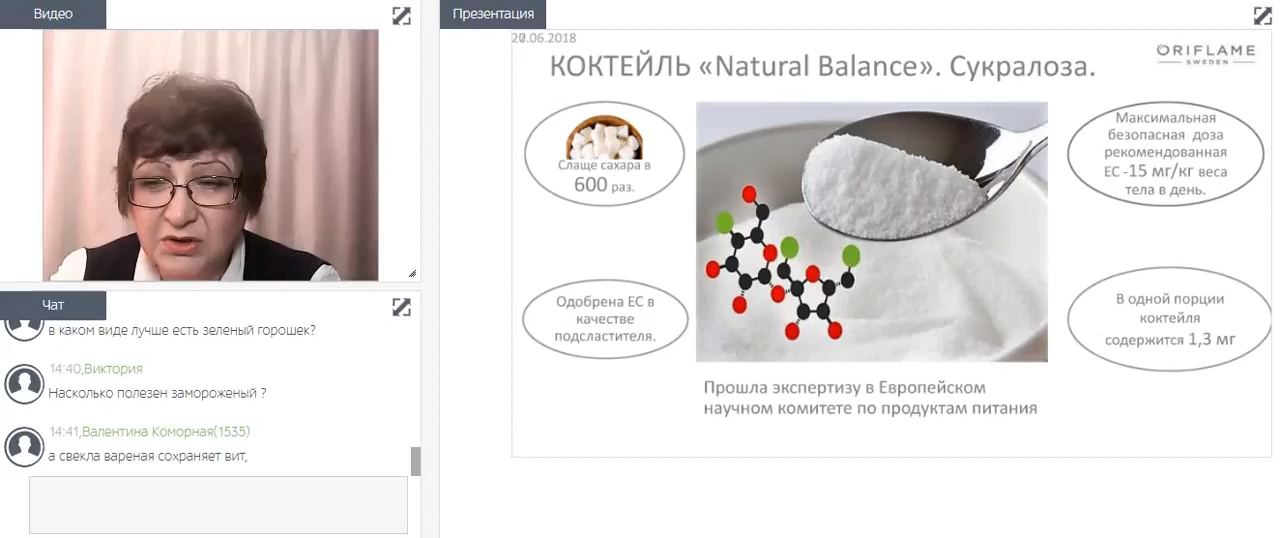 Видео
Чат
в каком виде лучше есть зеленый горошек?
14:40,Виктория
Насколько полезен замороженый ?
14:41,Валентина Коморная(1535)
а свекла вареная сохраняет вит,
Презентация
.06.2018
КОКТЕЙЛЬ «Natural Balance». Сукралоза.
ORIFLAME
SWEDEN
Слаще сахара в
600 раз.
Максимальная
безопасная доза
рекомендованная
ЕС -15 мг/кг веса
тела в день.
Одобрена ЕС в
качестве
подсластителя.
В одной порции
коктейля
содержится 1,3 мг
Прошла экспертизу в Европейском
научном комитете по продуктам питания